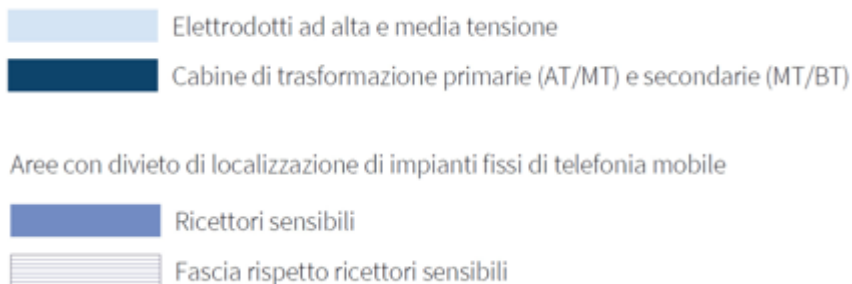 Elettrodotti ad alta e media tensione
Cabine di trasformazione primarie (AT/MT) e secondarie (MT/BT)
Aree con divieto di localizzazione di impianti fissi di telefonia mobile
Ricettori sensibili
Fascia rispetto ricettori sensibili